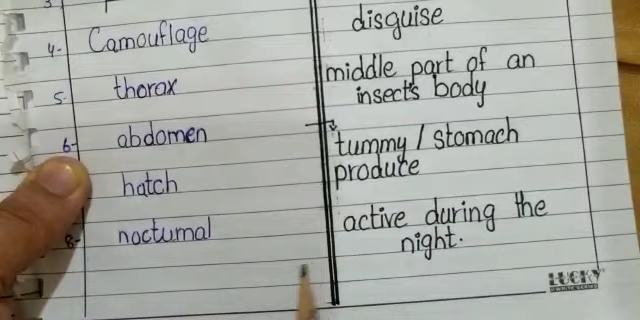 4- Camouflage disguise
5- thorax middle part of an
insect's body
6- abdomen tummy / stomach
hatch produce
8- nocturnal active during the
night.
LUCKY